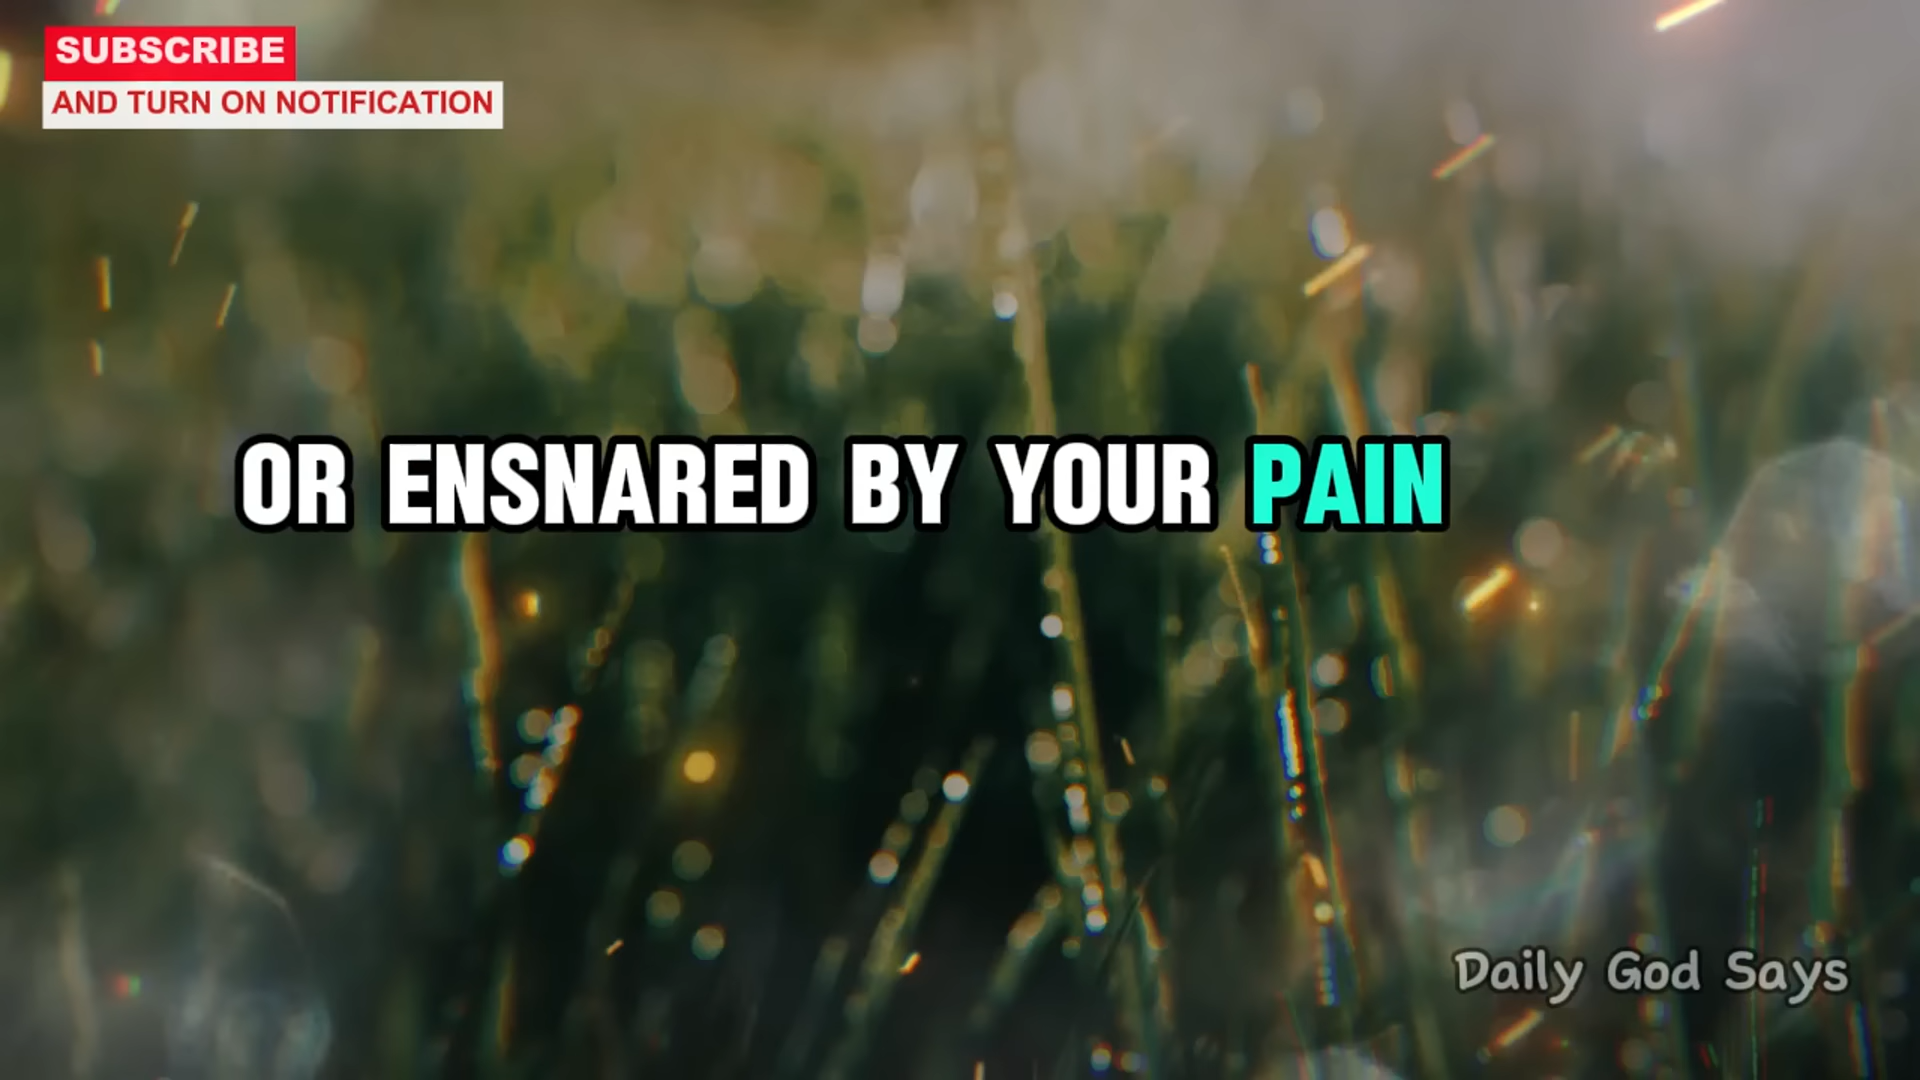 SUBSCRIBE
AND TURN ON NOTIFICATION
OR ENSNARED BY YOUR PAIN
Daily God Says